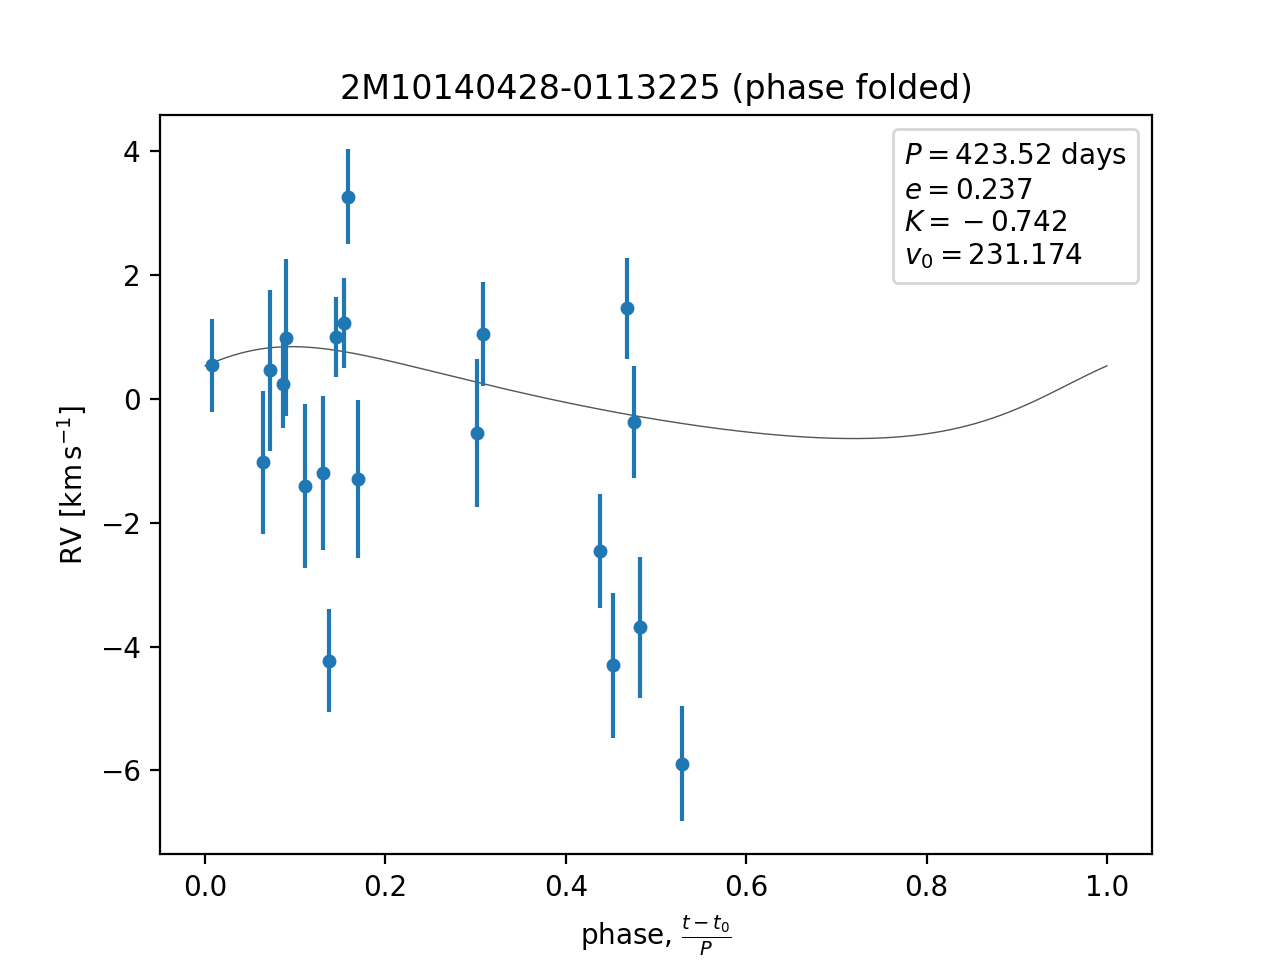 2M10140428-0113225 (phase folded)
P = 423.52 days
e = 0.237
K = −0.742
v₀ = 231.174
RV [km s⁻¹]
4
2
0
−2
−4
−6
0.0 0.2 0.4 0.6 0.8 1.0
phase, (t − t₀)/P